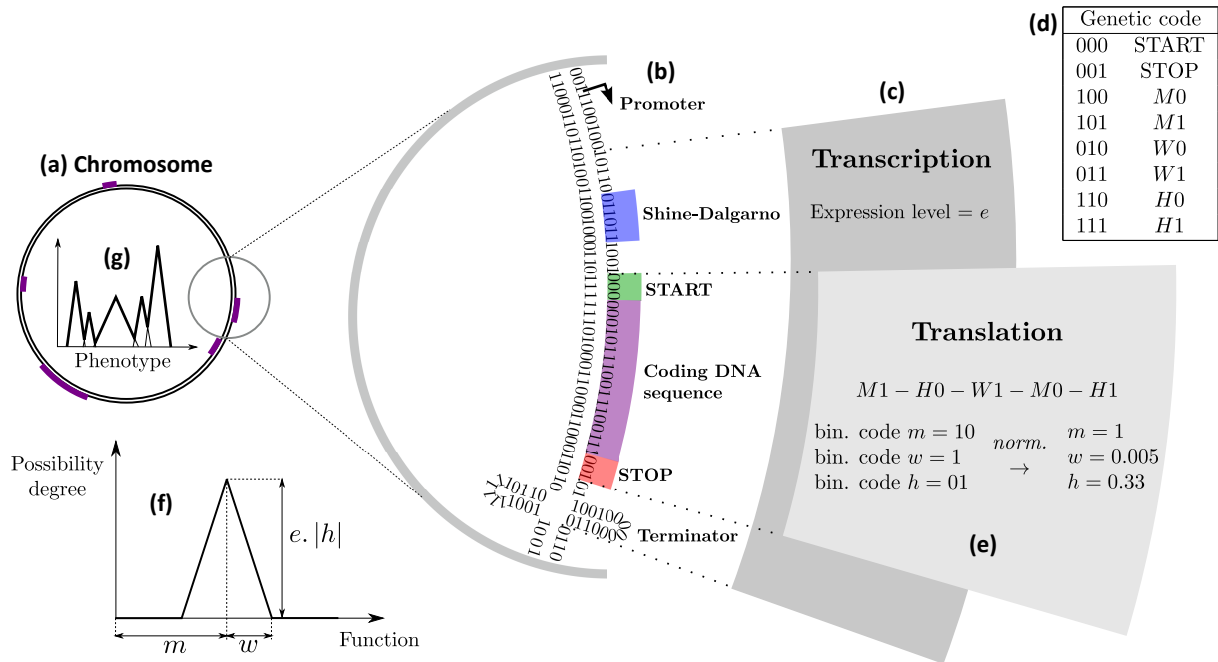 (a) Chromosome
(g)
Phenotype
(b)
Promoter
Shine-Dalgarno
START
Coding DNA
sequence
STOP
Terminator
(c)
Transcription
Expression level = e
(d)
Genetic code
000 START
001 STOP
100 M0
101 M1
010 W0
011 W1
110 H0
111 H1
Translation
M1 − H0 − W1 − M0 − H1
bin. code m = 10 norm. m = 1
bin. code w = 1 → w = 0.005
bin. code h = 01 h = 0.33
(e)
Possibility
degree
(f)
e. |h|
m
w
Function